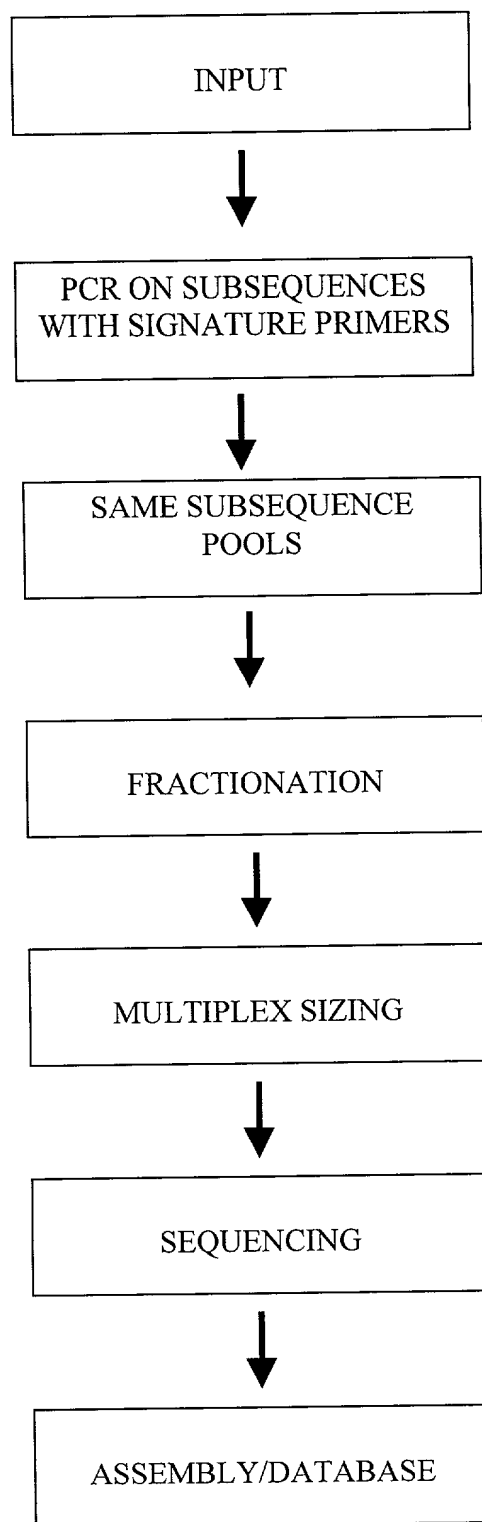 INPUT
PCR ON SUBSEQUENCES
WITH SIGNATURE PRIMERS
SAME SUBSEQUENCE
POOLS
FRACTIONATION
MULTIPLEX SIZING
SEQUENCING
ASSEMBLY/DATABASE